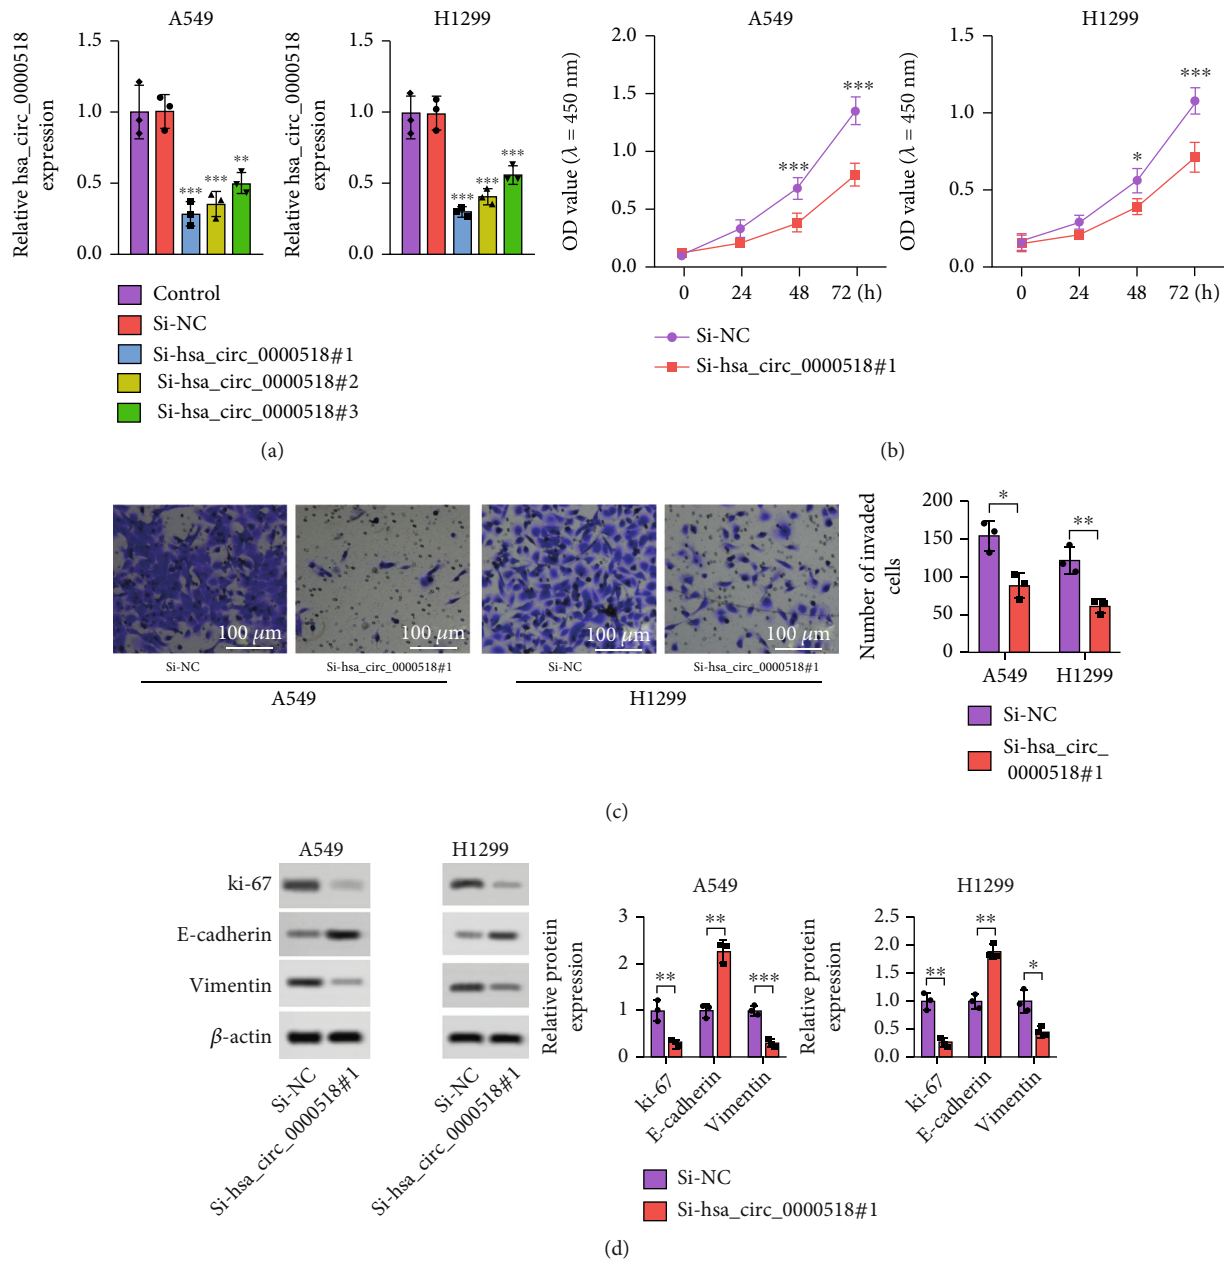 A549
H1299
Relative hsa_circ_0000518
expression
1.5
1.0
0.5
0.0
***
***
**
Relative hsa_circ_0000518
expression
1.5
1.0
0.5
0.0
***
***
***
Control
Si-NC
Si-hsa_circ_0000518#1
Si-hsa_circ_0000518#2
Si-hsa_circ_0000518#3
(a)
A549
H1299
OD value (λ = 450 nm)
2.0
1.5
1.0
0.5
0.0
***
***
0 24 48 72 (h)
OD value (λ = 450 nm)
1.5
1.0
0.5
0.0
*
***
0 24 48 72 (h)
Si-NC
Si-hsa_circ_0000518#1
(b)
100 μm
100 μm
100 μm
100 μm
Si-NC
Si-hsa_circ_0000518#1
Si-NC
Si-hsa_circ_0000518#1
A549
H1299
Number of invaded
cells
200
150
100
50
0
*
**
A549
H1299
Si-NC
Si-hsa_circ_
0000518#1
(c)
A549
H1299
ki-67
E-cadherin
Vimentin
β-actin
Si-NC
Si-hsa_circ_0000518#1
Si-NC
Si-hsa_circ_0000518#1
A549
Relative protein
expression
3
2
1
0
**
**
***
ki-67
E-cadherin
Vimentin
H1299
Relative protein
expression
2.5
2.0
1.5
1.0
0.5
0.0
**
**
*
ki-67
E-cadherin
Vimentin
Si-NC
Si-hsa_circ_0000518#1
(d)